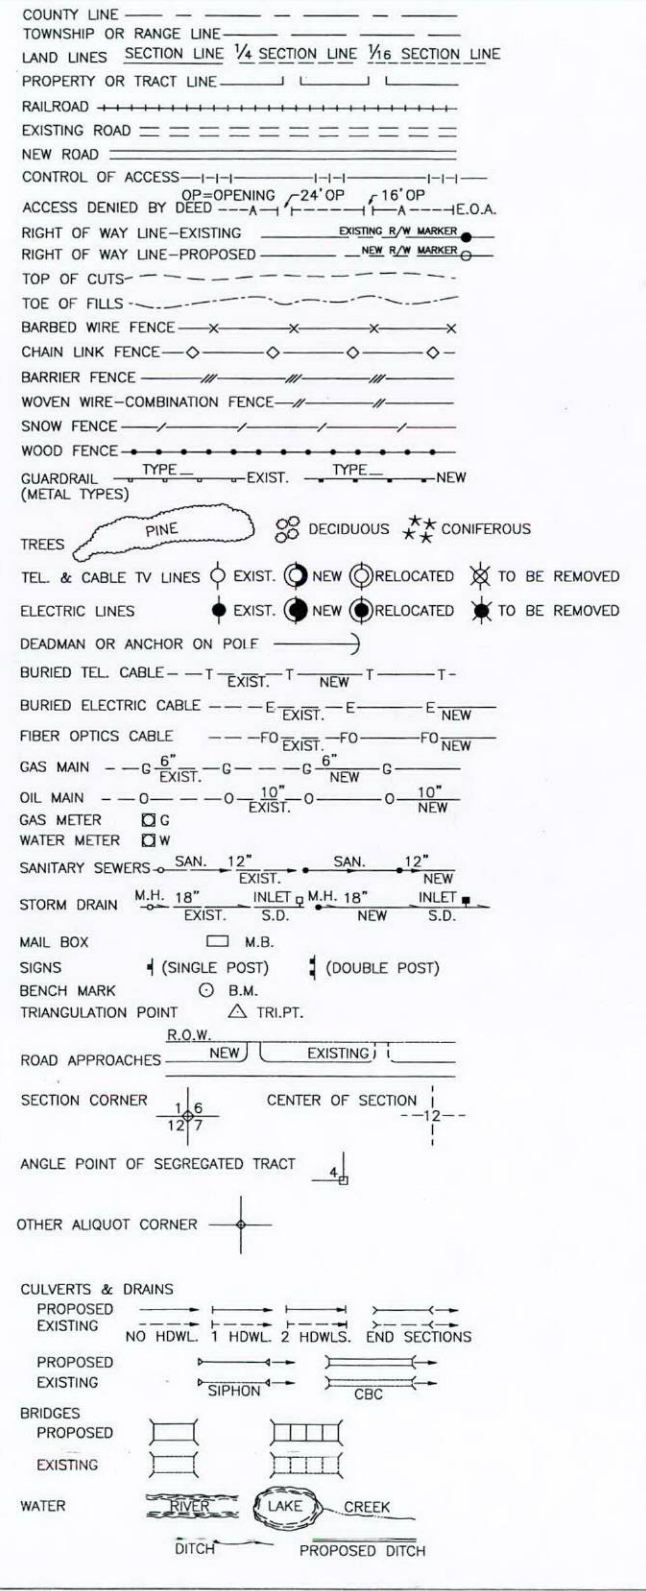 COUNTY LINE
TOWNSHIP OR RANGE LINE
LAND LINES SECTION LINE 1/4 SECTION LINE 1/16 SECTION LINE
PROPERTY OR TRACT LINE
RAILROAD
EXISTING ROAD
NEW ROAD
CONTROL OF ACCESS
OP=OPENING 24'OP 16'OP
ACCESS DENIED BY DEED A A E.O.A.
RIGHT OF WAY LINE-EXISTING EXISTING R/W MARKER
RIGHT OF WAY LINE-PROPOSED NEW R/W MARKER
TOP OF CUTS
TOE OF FILLS
BARBED WIRE FENCE
CHAIN LINK FENCE
BARRIER FENCE
WOVEN WIRE-COMBINATION FENCE
SNOW FENCE
WOOD FENCE
GUARDRAIL TYPE_ EXIST. TYPE_ NEW
(METAL TYPES)
TREES PINE DECIDUOUS CONIFEROUS
TEL. & CABLE TV LINES EXIST. NEW RELOCATED TO BE REMOVED
ELECTRIC LINES EXIST. NEW RELOCATED TO BE REMOVED
DEADMAN OR ANCHOR ON POLE
BURIED TEL. CABLE T T T T
EXIST. NEW
BURIED ELECTRIC CABLE E E E
EXIST. NEW
FIBER OPTICS CABLE FO FO FO
EXIST. NEW
GAS MAIN G 6" G G 6" G
EXIST. NEW
OIL MAIN O O 10" O O 10"
EXIST. NEW
GAS METER G
WATER METER W
SANITARY SEWERS SAN. 12" SAN. 12"
EXIST. NEW
STORM DRAIN M.H. 18" INLET M.H. 18" INLET
EXIST. S.D. NEW S.D.
MAIL BOX M.B.
SIGNS (SINGLE POST) (DOUBLE POST)
BENCH MARK B.M.
TRIANGULATION POINT TRI.PT.
R.O.W.
ROAD APPROACHES NEW EXISTING
SECTION CORNER 1 6 CENTER OF SECTION
12 7 12
ANGLE POINT OF SEGREGATED TRACT 4
OTHER ALIQUOT CORNER
CULVERTS & DRAINS
PROPOSED
EXISTING
NO HDWL. 1 HDWL. 2 HDWLS. END SECTIONS
PROPOSED
EXISTING
SIPHON CBC
BRIDGES
PROPOSED
EXISTING
WATER RIVER LAKE CREEK
DITCH PROPOSED DITCH